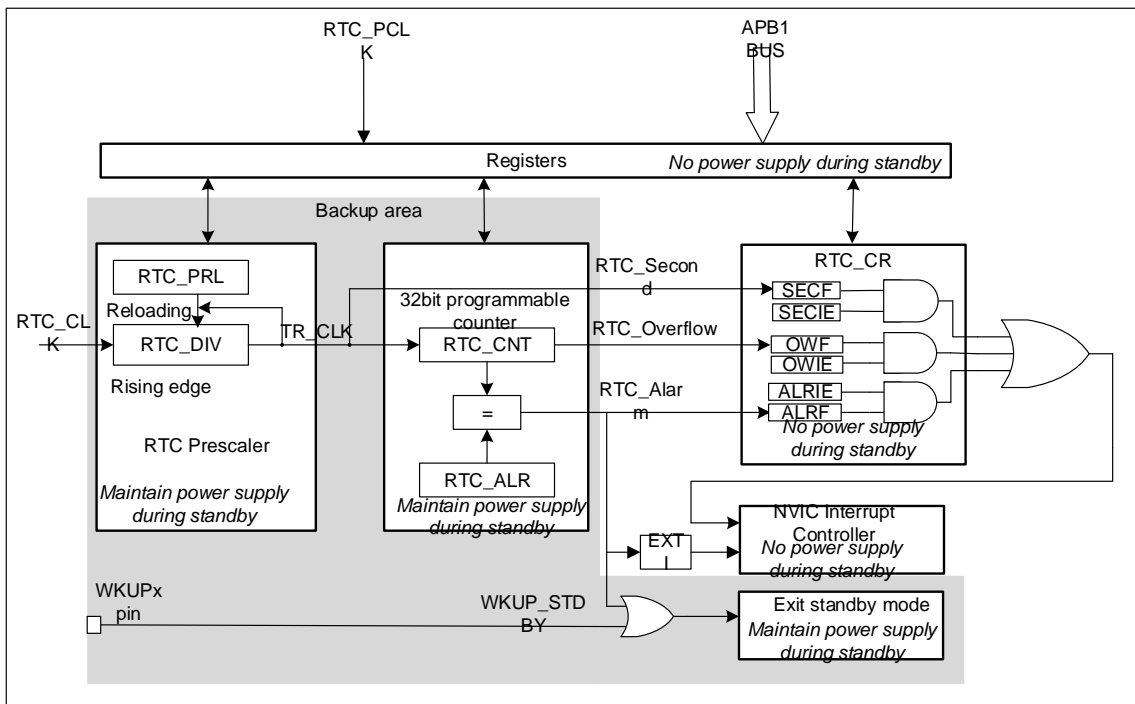 RTC_PCL
K
APB1
BUS
Registers
No power supply during standby
Backup area
RTC_PRL
Reloading
RTC_CL
K
RTC_DIV
TR_CLK
Rising edge
RTC Prescaler
Maintain power supply
during standby
32bit programmable
counter
RTC_CNT
=
RTC_ALR
Maintain power supply
during standby
RTC_Secon
d
RTC_Overflow
RTC_Alar
m
RTC_CR
SECF
SECIE
OWF
OWIE
ALRIE
ALRF
No power supply
during standby
EXT
I
NVIC Interrupt
Controller
No power supply
during standby
WKUPx
pin
WKUP_STD
BY
Exit standby mode
Maintain power supply
during standby